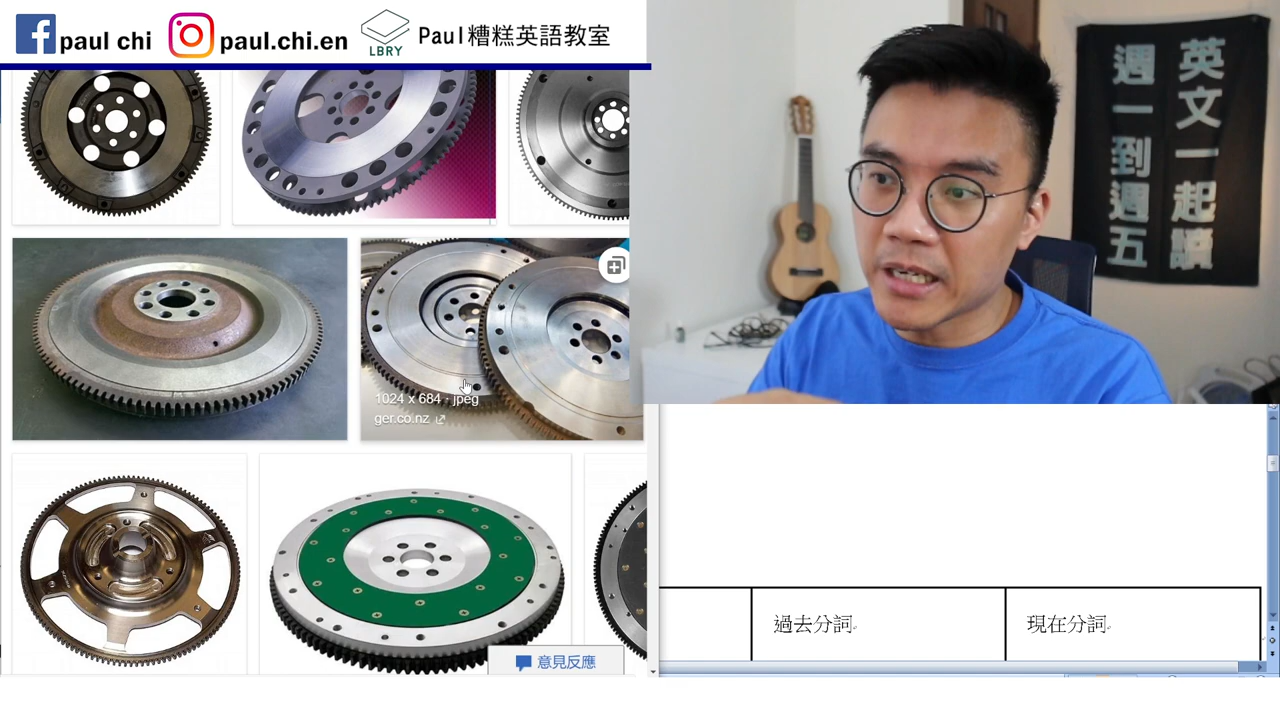 paul chi
paul.chi.en
LBRY
Paul糟糕英語教室
英文一起讀
週一到週五
1024 x 684 · jpeg
ger.co.nz
意見反應
過去分詞
現在分詞